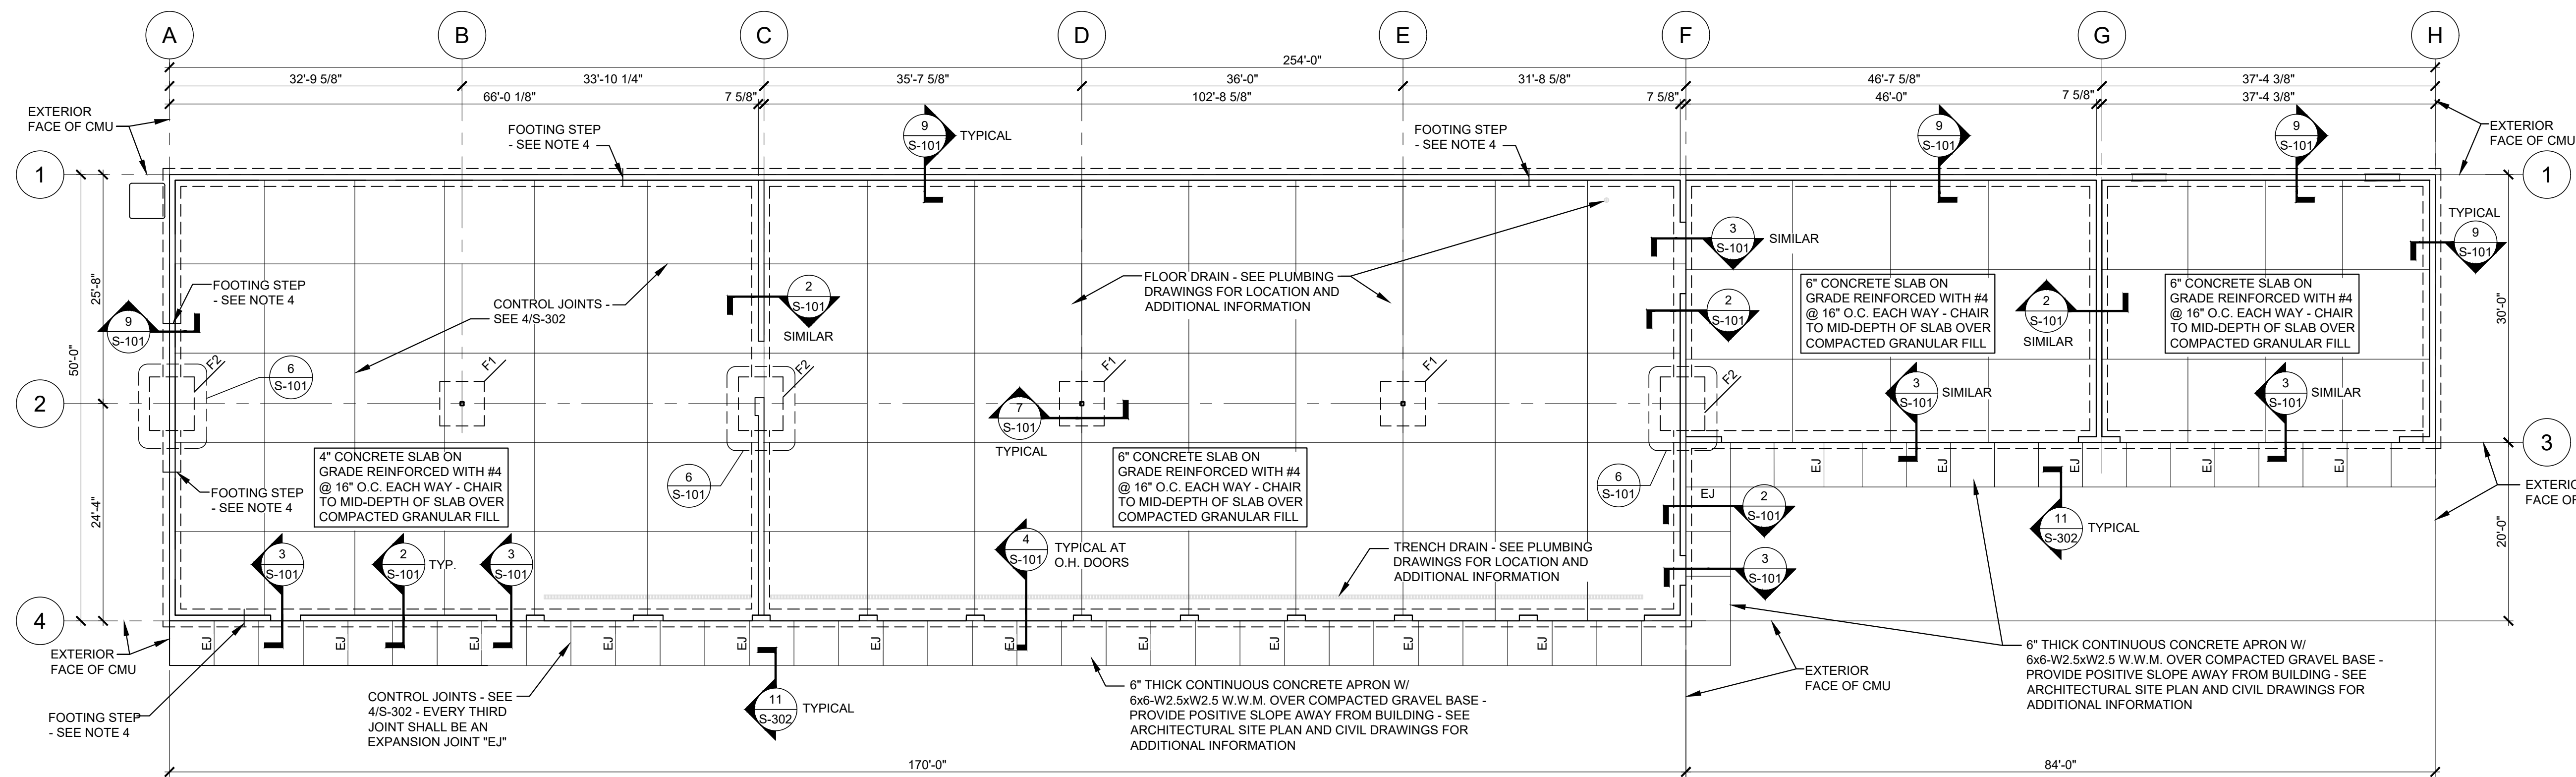 A
B
C
D
E
F
G
H
254'-0"
32'-9 5/8"
33'-10 1/4"
35'-7 5/8"
36'-0"
31'-8 5/8"
46'-7 5/8"
37'-4 3/8"
66'-0 1/8"
7 5/8"
102'-8 5/8"
7 5/8"
46'-0"
7 5/8"
37'-4 3/8"
EXTERIOR
FACE OF CMU
FOOTING STEP
- SEE NOTE 4
9
S-101
TYPICAL
FOOTING STEP
- SEE NOTE 4
9
S-101
9
S-101
EXTERIOR
FACE OF CMU
1
1
TYPICAL
9
S-101
3
S-101
SIMILAR
FOOTING STEP
- SEE NOTE 4
CONTROL JOINTS -
SEE 4/S-302
2
S-101
SIMILAR
FLOOR DRAIN - SEE PLUMBING
DRAWINGS FOR LOCATION AND
ADDITIONAL INFORMATION
2
S-101
6" CONCRETE SLAB ON
GRADE REINFORCED WITH #4
@ 16" O.C. EACH WAY - CHAIR
TO MID-DEPTH OF SLAB OVER
COMPACTED GRANULAR FILL
2
S-101
SIMILAR
6" CONCRETE SLAB ON
GRADE REINFORCED WITH #4
@ 16" O.C. EACH WAY - CHAIR
TO MID-DEPTH OF SLAB OVER
COMPACTED GRANULAR FILL
25'-8"
50'-0"
30'-0"
9
S-101
F2
6
S-101
F1
F2
F1
F1
F2
3
S-101
SIMILAR
3
S-101
SIMILAR
2
7
S-101
TYPICAL
3
4" CONCRETE SLAB ON
GRADE REINFORCED WITH #4
@ 16" O.C. EACH WAY - CHAIR
TO MID-DEPTH OF SLAB OVER
COMPACTED GRANULAR FILL
6
S-101
6" CONCRETE SLAB ON
GRADE REINFORCED WITH #4
@ 16" O.C. EACH WAY - CHAIR
TO MID-DEPTH OF SLAB OVER
COMPACTED GRANULAR FILL
6
S-101
EJ
EJ
EJ
EJ
EJ
EJ
FOOTING STEP
- SEE NOTE 4
24'-4"
2
S-101
11
S-302
TYPICAL
EXTERIO
FACE OF
20'-0"
3
S-101
2
S-101
TYP.
3
S-101
4
S-101
TYPICAL AT
O.H. DOORS
TRENCH DRAIN - SEE PLUMBING
DRAWINGS FOR LOCATION AND
ADDITIONAL INFORMATION
3
S-101
4
EJ
EJ
EJ
EJ
EJ
EJ
EJ
EJ
EJ
EJ
EJ
EXTERIOR
FACE OF CMU
FOOTING STEP
- SEE NOTE 4
CONTROL JOINTS - SEE
4/S-302 - EVERY THIRD
JOINT SHALL BE AN
EXPANSION JOINT "EJ"
11
S-302
TYPICAL
6" THICK CONTINUOUS CONCRETE APRON W/
6x6-W2.5xW2.5 W.W.M. OVER COMPACTED GRAVEL BASE -
PROVIDE POSITIVE SLOPE AWAY FROM BUILDING - SEE
ARCHITECTURAL SITE PLAN AND CIVIL DRAWINGS FOR
ADDITIONAL INFORMATION
EXTERIOR
FACE OF CMU
6" THICK CONTINUOUS CONCRETE APRON W/
6x6-W2.5xW2.5 W.W.M. OVER COMPACTED GRAVEL BASE -
PROVIDE POSITIVE SLOPE AWAY FROM BUILDING - SEE
ARCHITECTURAL SITE PLAN AND CIVIL DRAWINGS FOR
ADDITIONAL INFORMATION
170'-0"
84'-0"